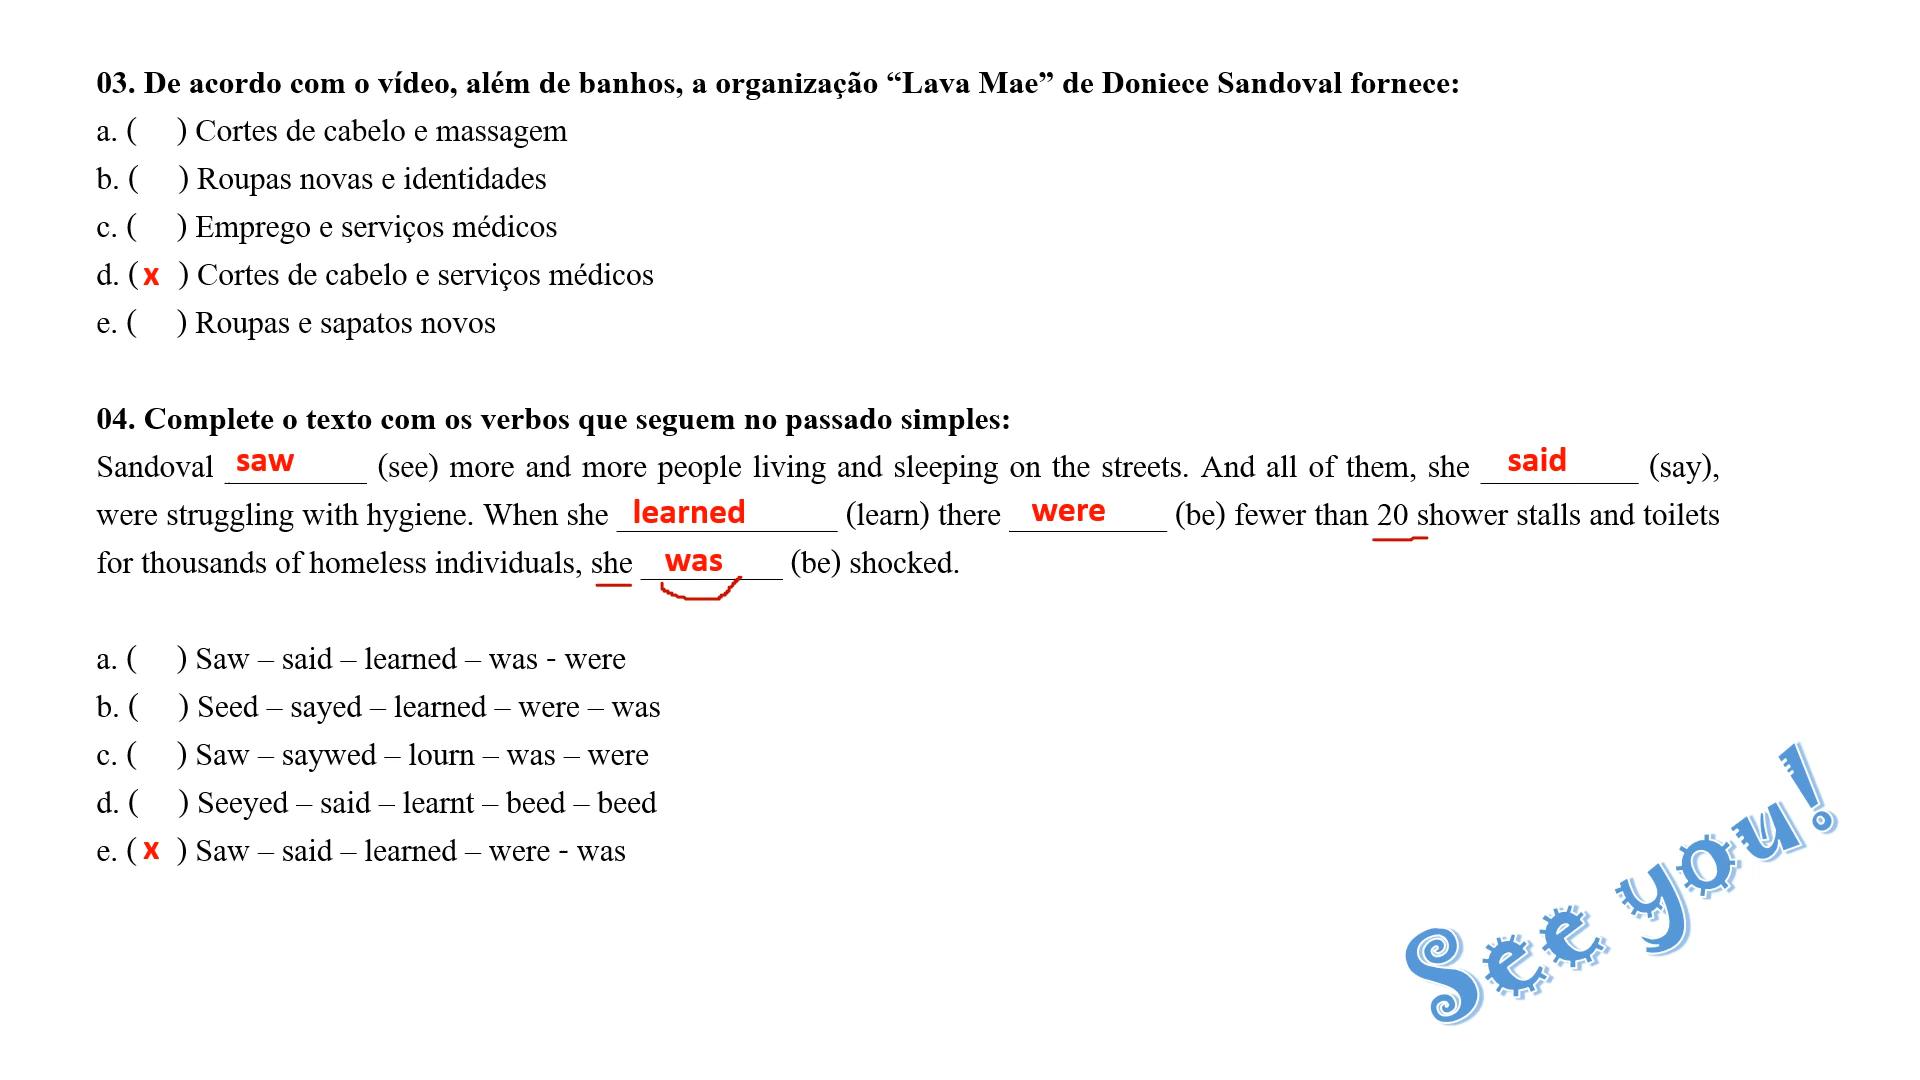 03. De acordo com o vídeo, além de banhos, a organização “Lava Mae” de Doniece Sandoval fornece:
a. ( ) Cortes de cabelo e massagem
b. ( ) Roupas novas e identidades
c. ( ) Emprego e serviços médicos
d. ( x ) Cortes de cabelo e serviços médicos
e. ( ) Roupas e sapatos novos
04. Complete o texto com os verbos que seguem no passado simples:
Sandoval saw (see) more and more people living and sleeping on the streets. And all of them, she said (say),
were struggling with hygiene. When she learned (learn) there were (be) fewer than 20 shower stalls and toilets
for thousands of homeless individuals, she was (be) shocked.
a. ( ) Saw – said – learned – was - were
b. ( ) Seed – sayed – learned – were – was
c. ( ) Saw – saywed – lourn – was – were
d. ( ) Seeyed – said – learnt – beed – beed
e. ( x ) Saw – said – learned – were - was
See you!